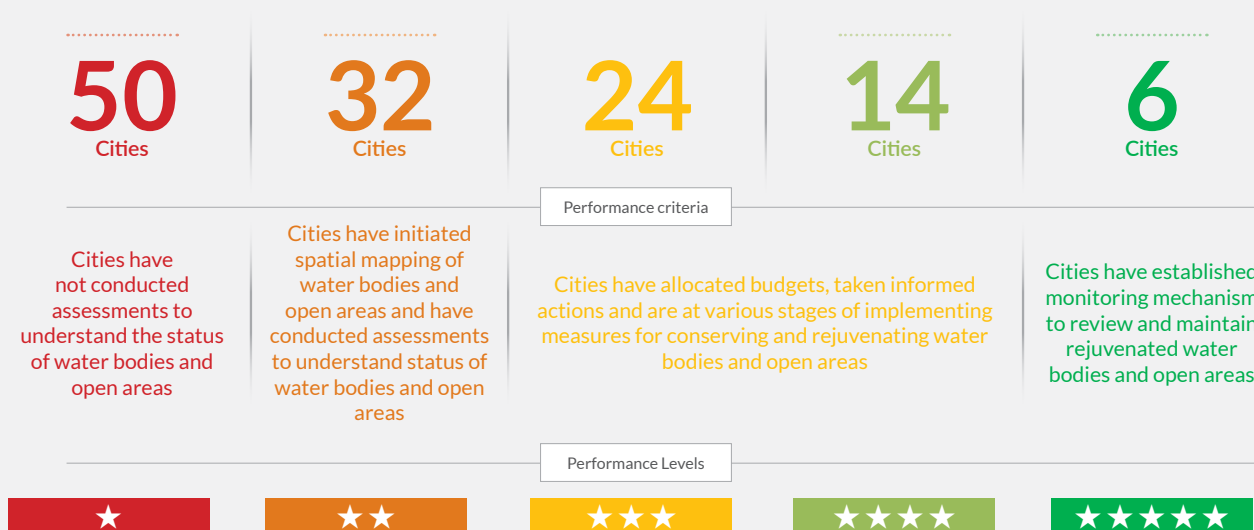 50
Cities
32
Cities
24
Cities
14
Cities
6
Cities
Performance criteria
Cities have
not conducted
assessments to
understand the status
of water bodies and
open areas
Cities have initiated
spatial mapping of
water bodies and
open areas and have
conducted assessments
to understand status of
water bodies and open
areas
Cities have allocated budgets, taken informed
actions and are at various stages of implementing
measures for conserving and rejuvenating water
bodies and open areas
Cities have established
monitoring mechanism
to review and maintain
rejuvenated water
bodies and open areas
Performance Levels